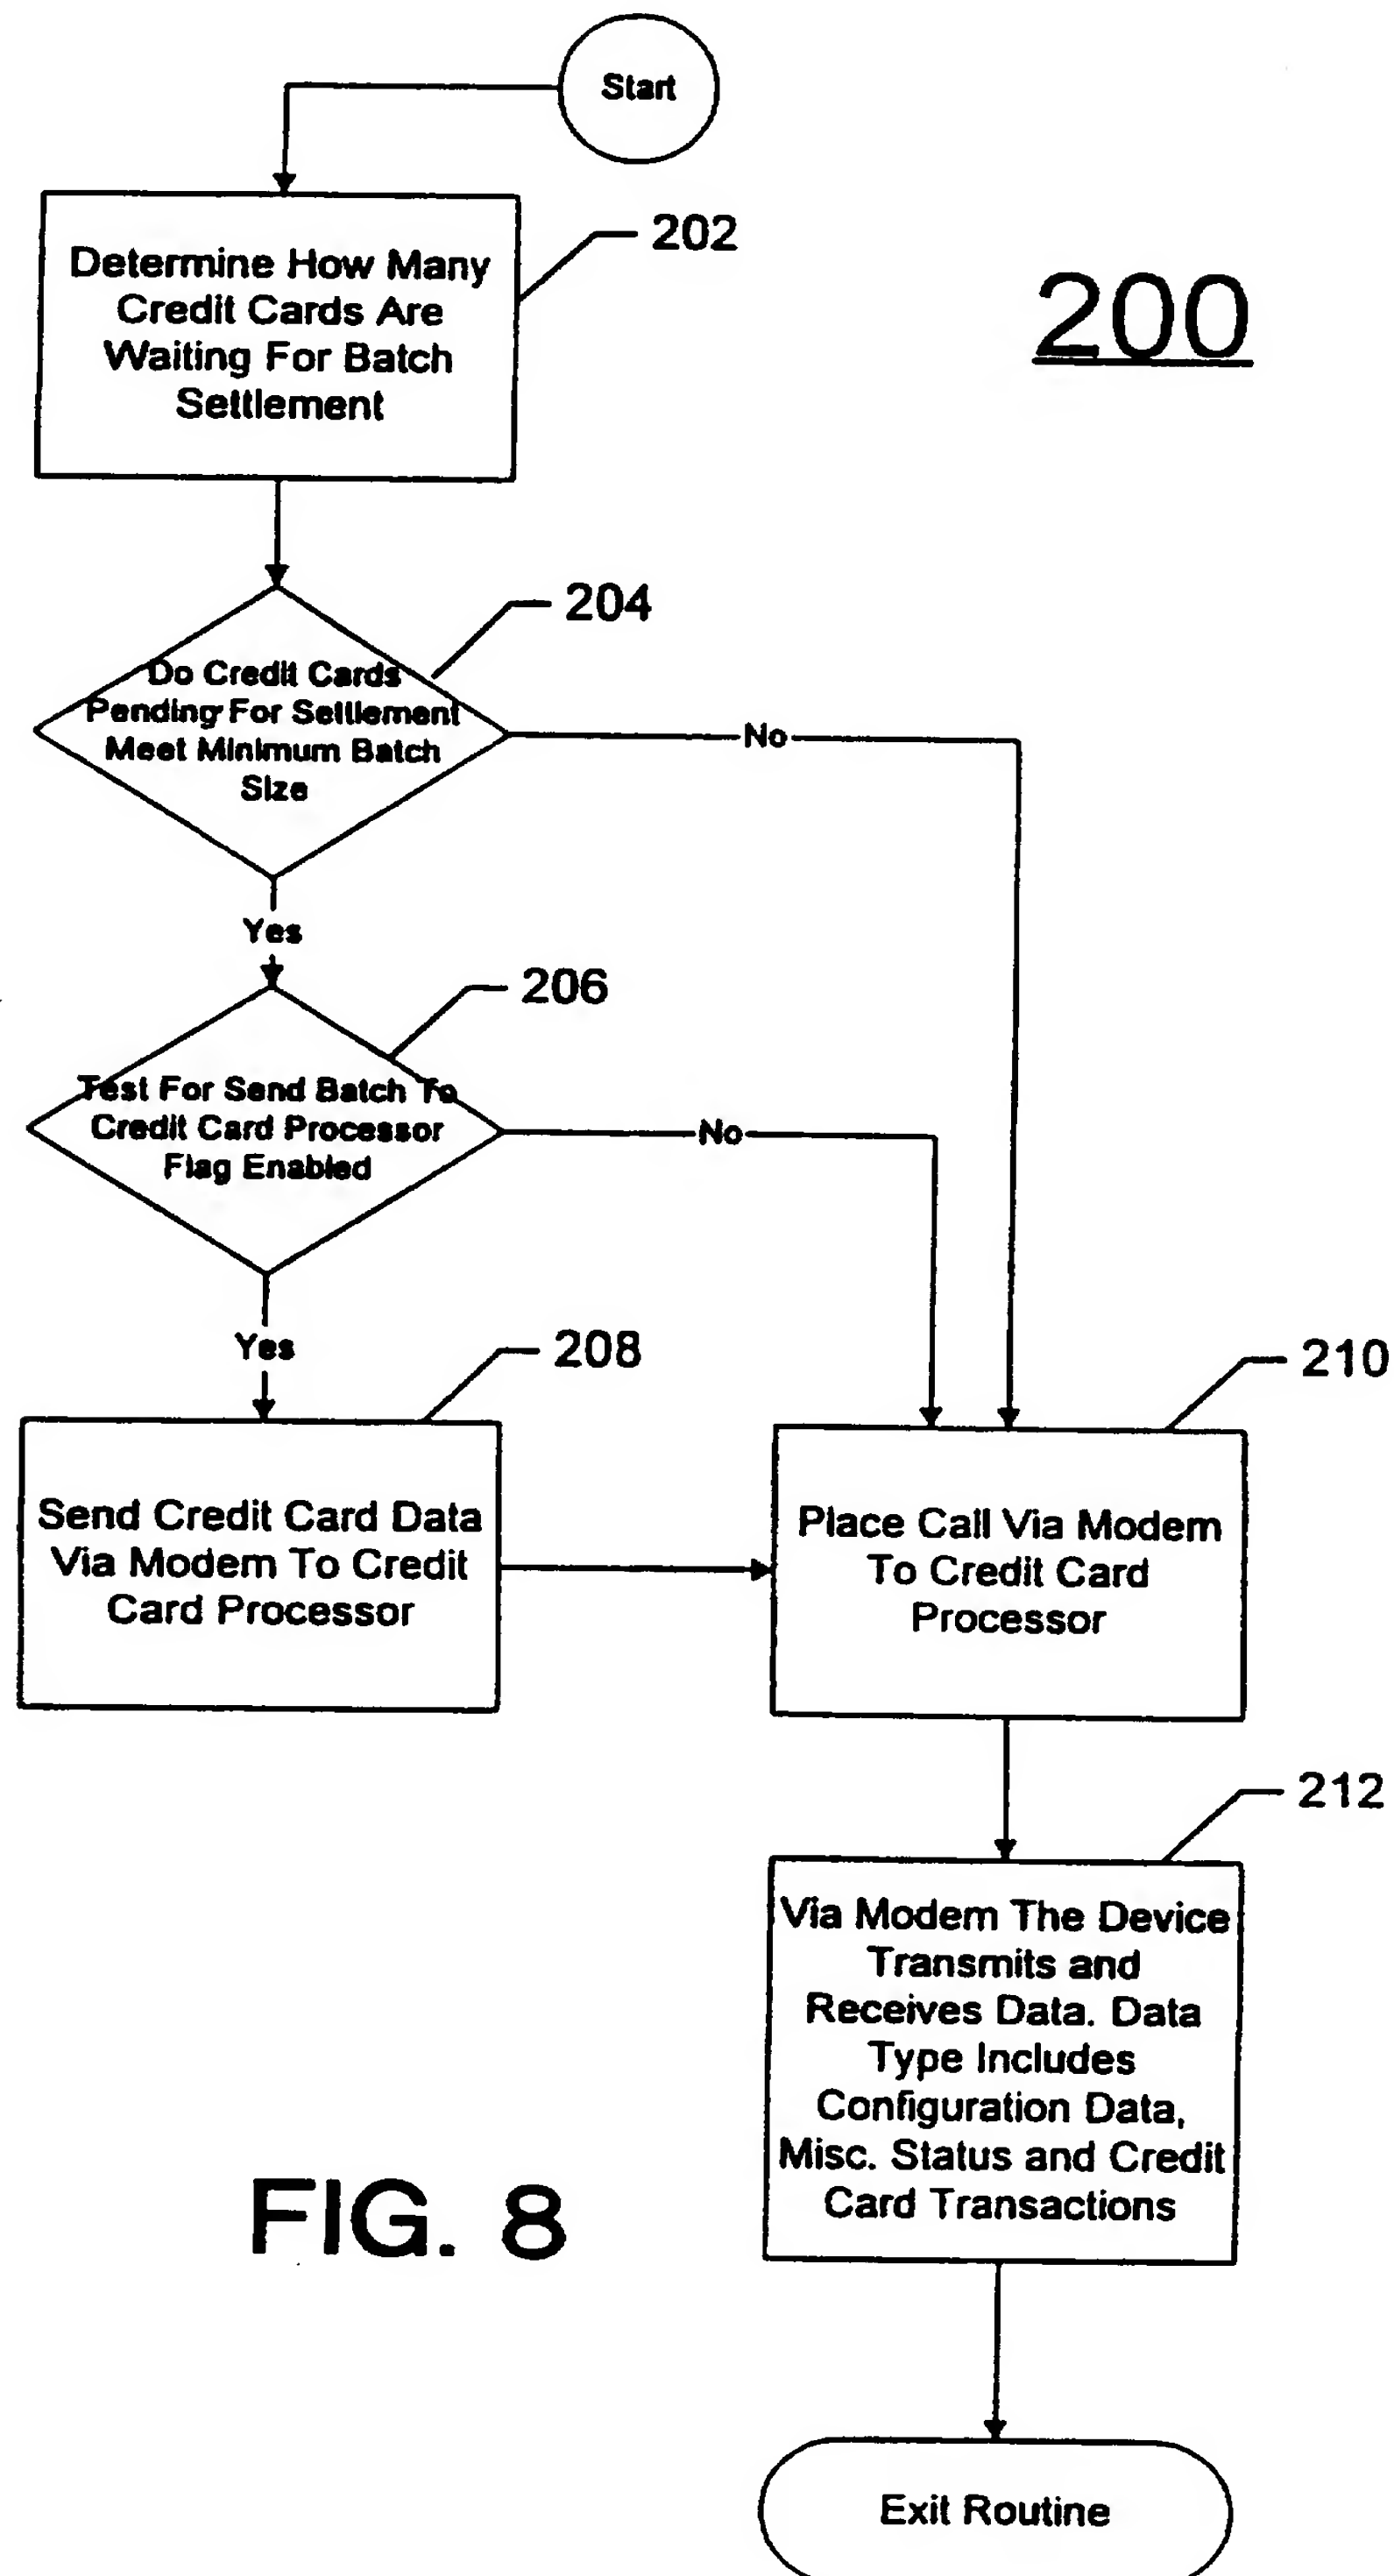 Start
202
Determine How Many
Credit Cards Are
Waiting For Batch
Settlement
200
204
Do Credit Cards
Pending For Settlement
Meet Minimum Batch
Size
No
Yes
206
Test For Send Batch To
Credit Card Processor
Flag Enabled
No
Yes
208
210
Send Credit Card Data
Via Modem To Credit
Card Processor
Place Call Via Modem
To Credit Card
Processor
212
Via Modem The Device
Transmits and
Receives Data. Data
Type Includes
Configuration Data,
Misc. Status and Credit
Card Transactions
FIG. 8
Exit Routine